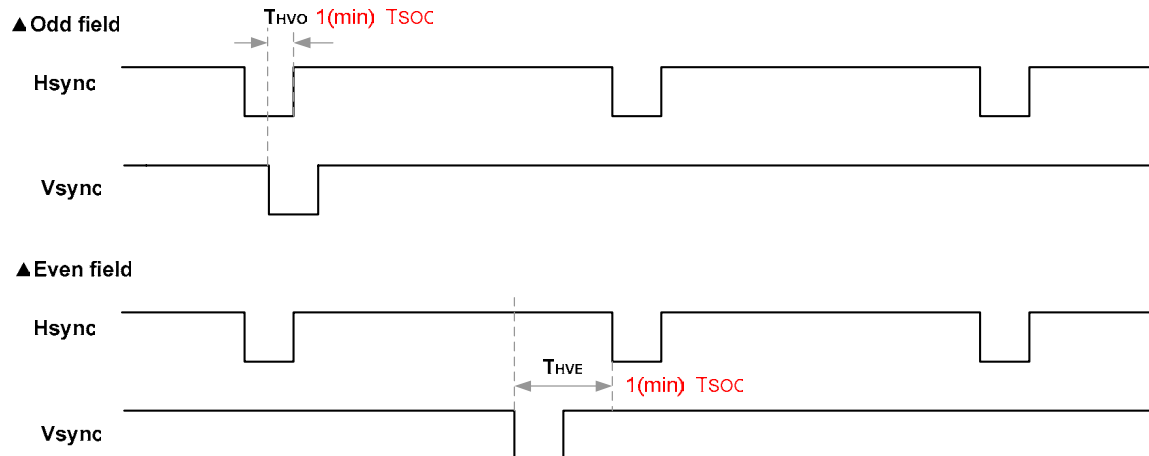 THVO 1(min) TSOC
▲Odd field
Hsync
Vsync
▲Even field
Hsync
THVE
1(min) TSOC
Vsync